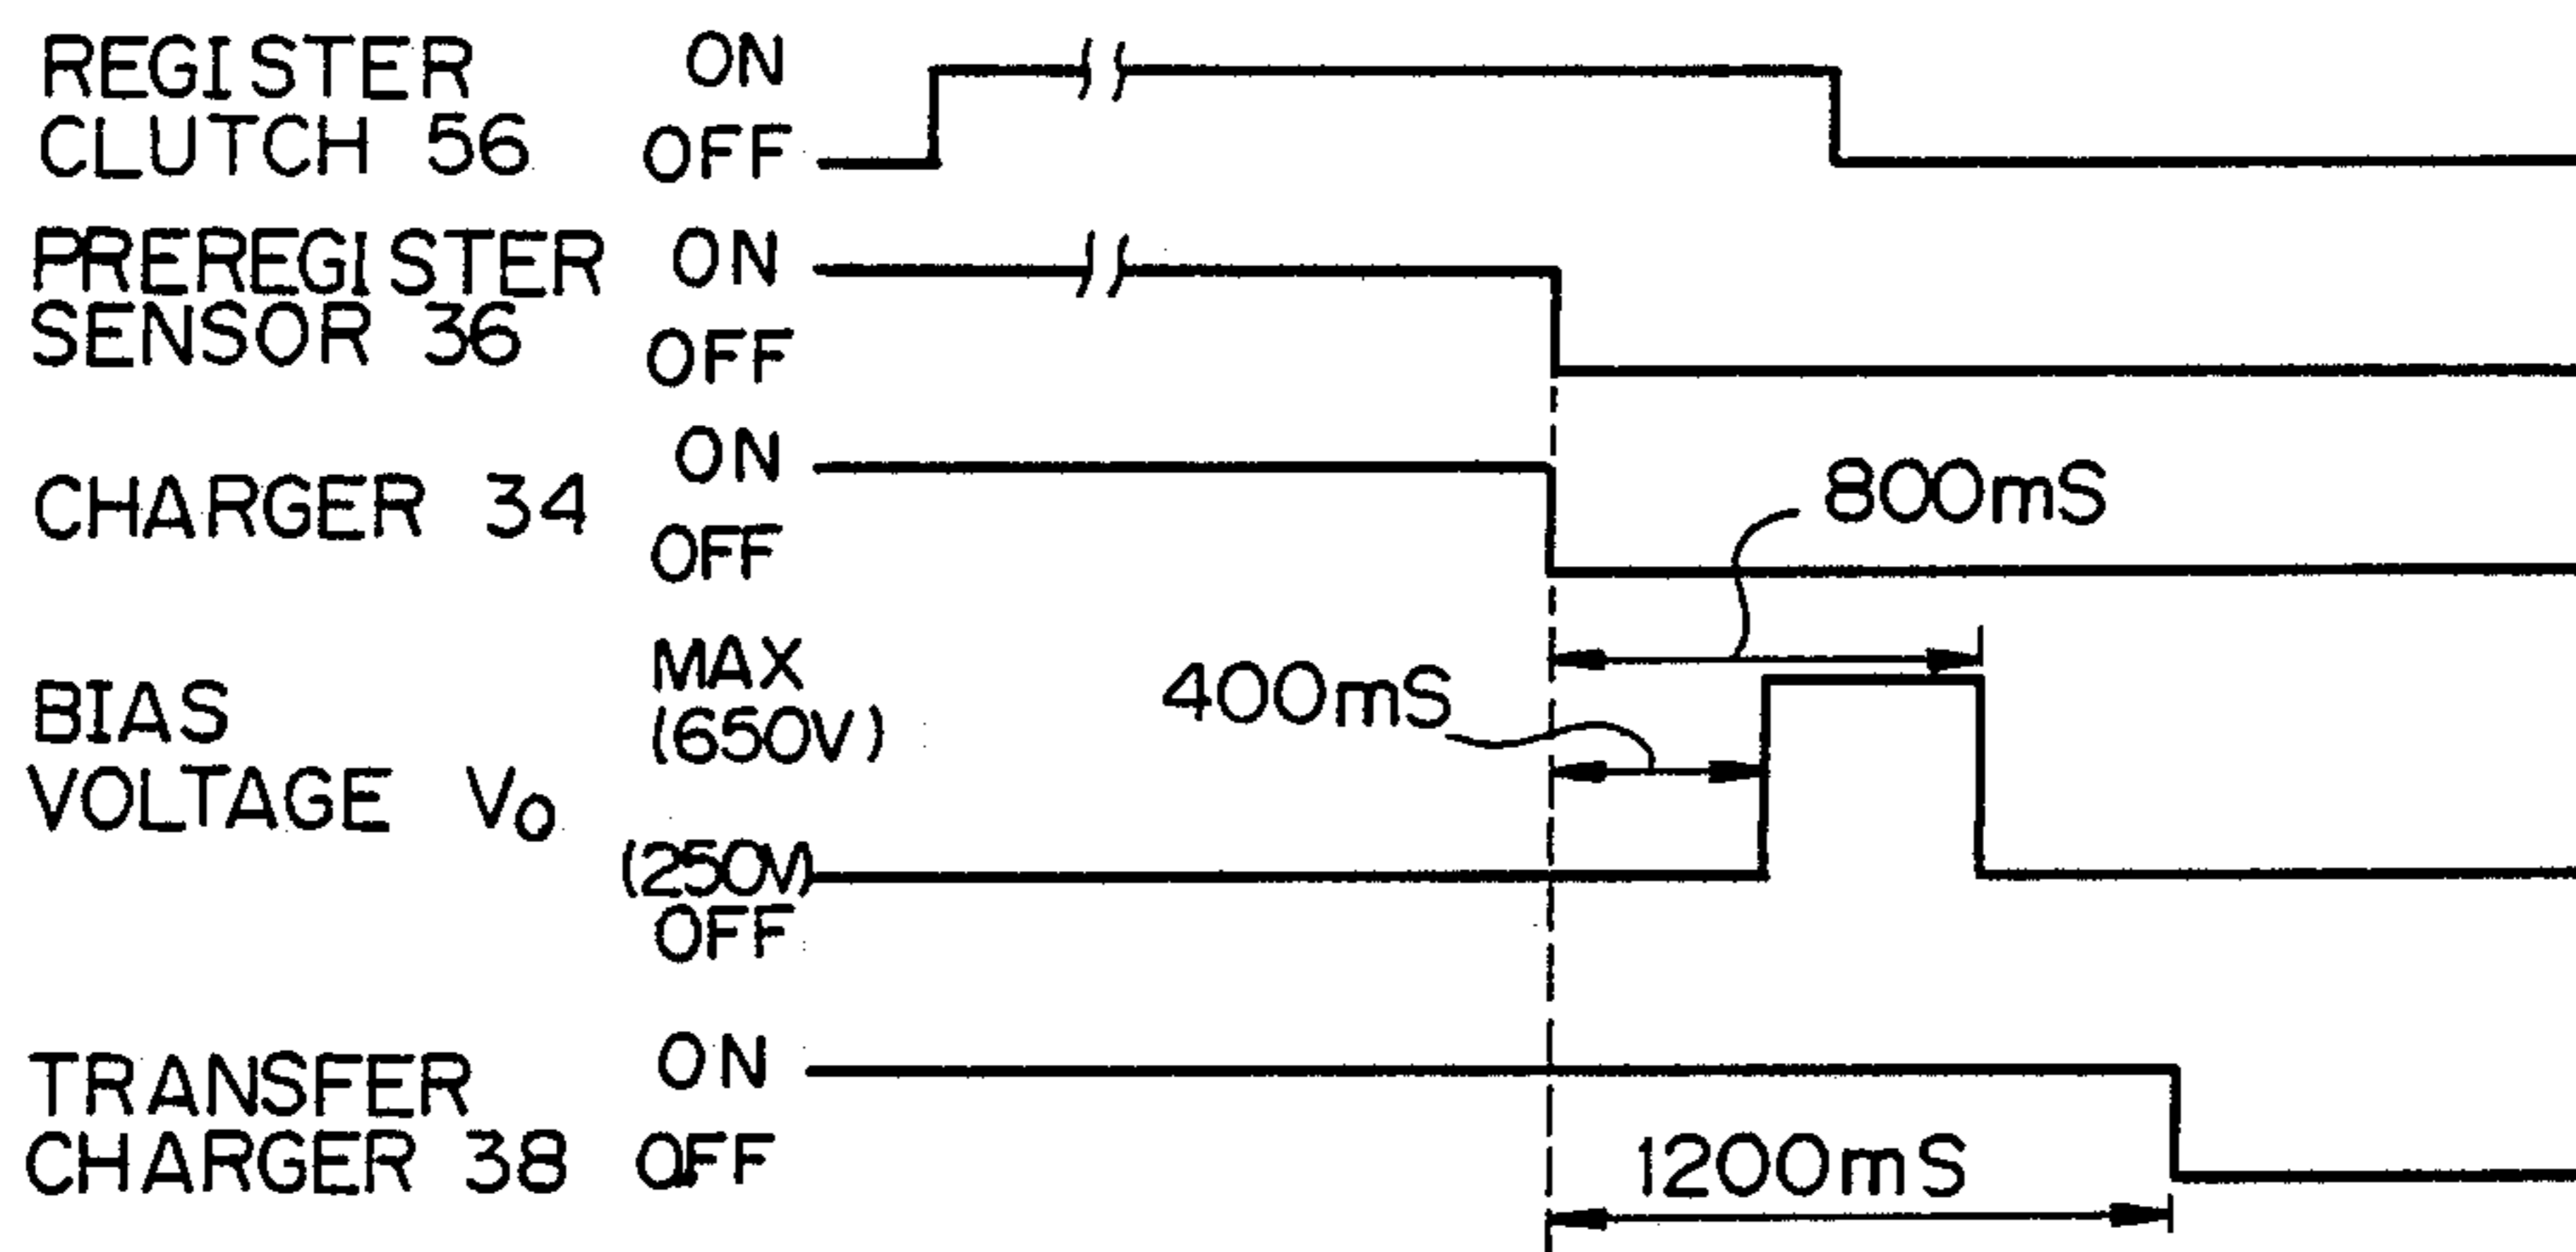 REGISTER
CLUTCH 56
ON
OFF
PREREGISTER
SENSOR 36
ON
OFF
CHARGER 34
ON
OFF
800mS
400mS
BIAS
VOLTAGE Vo
MAX
(650V)
(250V)
OFF
TRANSFER
CHARGER 38
ON
OFF
1200mS